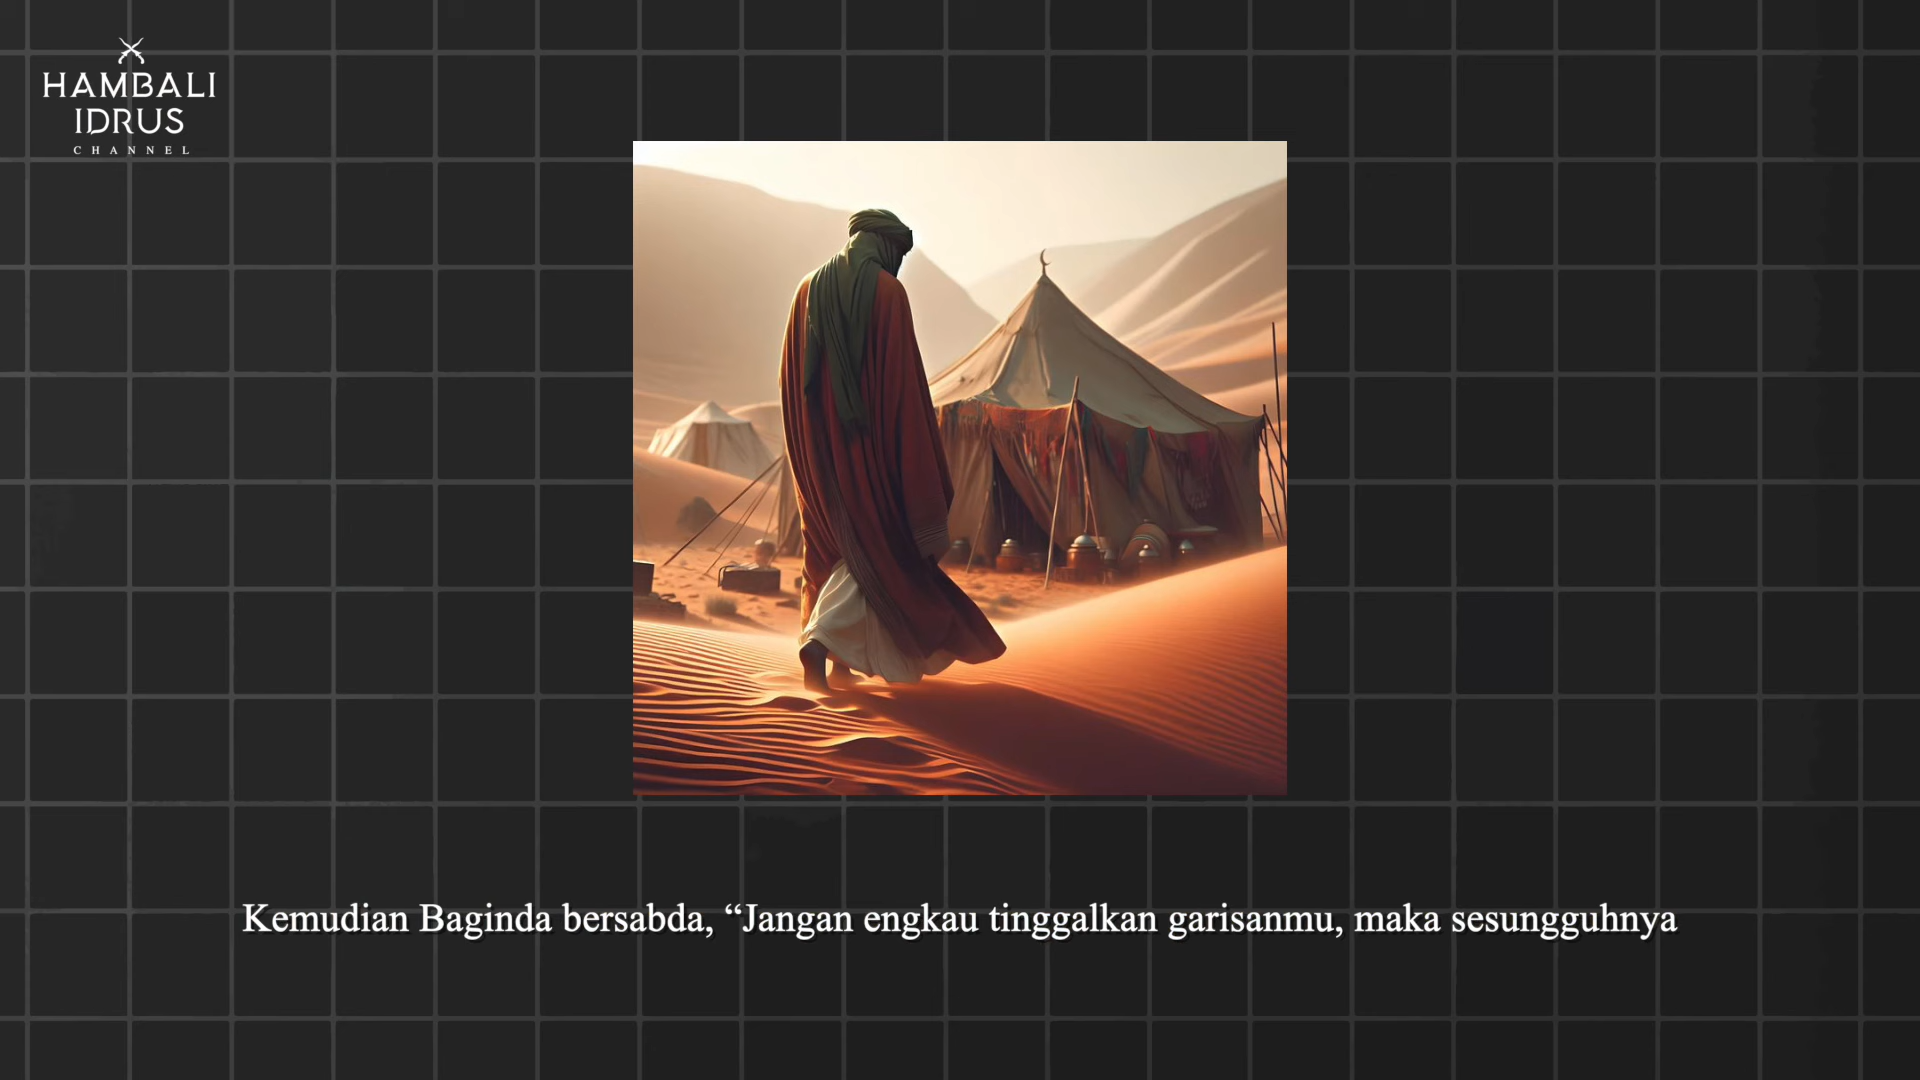 HAMBALI
IDRUS
CHANNEL
Kemudian Baginda bersabda, “Jangan engkau tinggalkan garisanmu, maka sesungguhnya